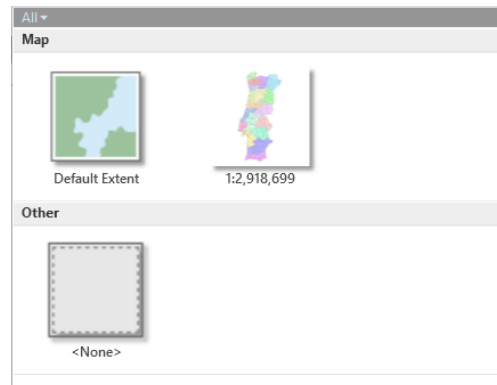 All
Map
Default Extent
1:2,918,699
Other
<None>